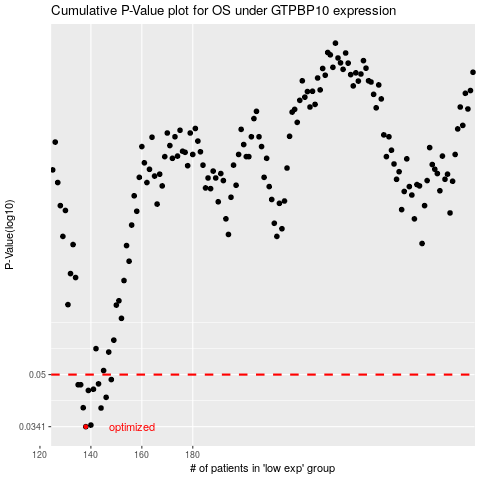 Cumulative P-Value plot for OS under GTPBP10 expression
P-Value(log10)
0.05
0.0341
optimized
120 140 160 180
# of patients in 'low exp' group